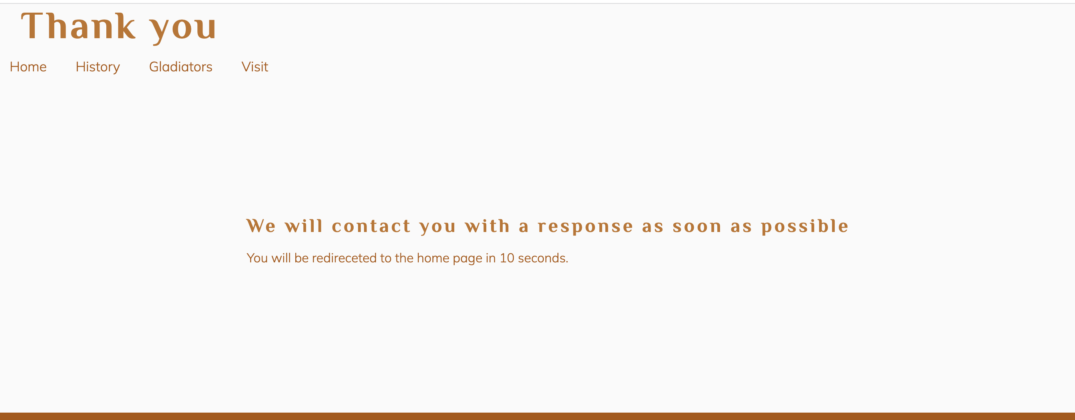 Thank you
Home History Gladiators Visit
We will contact you with a response as soon as possible
You will be redireceted to the home page in 10 seconds.